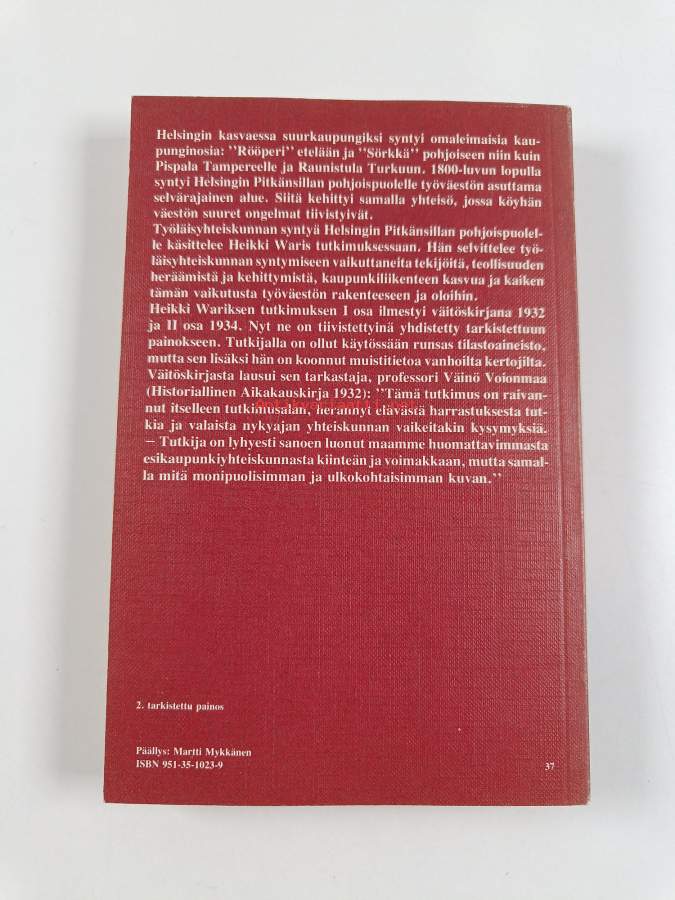 Helsingin kasvaessa suurkaupungiksi syntyi omaleimaisia kau-
punginosia: "Rööperi" etelään ja "Sörkkä" pohjoiseen niin kuin
Pispala Tampereelle ja Raunistula Turkuun. 1800-luvun lopulla
syntyi Helsingin Pitkänsillan pohjoispuolelle työväestön asuttama
selvärajainen alue. Siitä kehittyi samalla yhteisö, jossa köyhän
väestön suuret ongelmat tiivistyivät.
Työläisyhteiskunnan syntyä Helsingin Pitkänsillan pohjoispuolel-
le käsittelee Heikki Waris tutkimuksessaan. Hän selvittelee työ-
läisyhteiskunnan syntymiseen vaikuttaneita tekijöitä, teollisuuden
heräämistä ja kehittymistä, kaupunkiliikenteen kasvua ja kaiken
tämän vaikutusta työväestön rakenteeseen ja oloihin.
Heikki Wariksen tutkimuksen I osa ilmestyi väitöskirjana 1932
ja II osa 1934. Nyt ne on tiivistettyinä yhdistetty tarkistettuun
painokseen. Tutkijalla on ollut käytössään runsas tilastoaineisto,
mutta sen lisäksi hän on koonnut muistitietoa vanhoilta kertojilta.
Väitöskirjasta lausui sen tarkastaja, professori Väinö Voionmaa
(Historiallinen Aikakauskirja 1932): "Tämä tutkimus on raivan-
nut itselleen tutkimusalan, herännyt elävästä harrastuksesta tut-
kia ja valaista nykyajan yhteiskunnan vaikeitakin kysymyksiä.
— Tutkija on lyhyesti sanoen luonut maamme huomattavimmasta
esikaupunkiyhteiskunnasta kiinteän ja voimakkaan, mutta samal-
la mitä monipuolisimman ja ulkokohtaisimman kuvan."
2. tarkistettu painos
Päällys: Martti Mykkänen
ISBN 951-35-1023-9
37